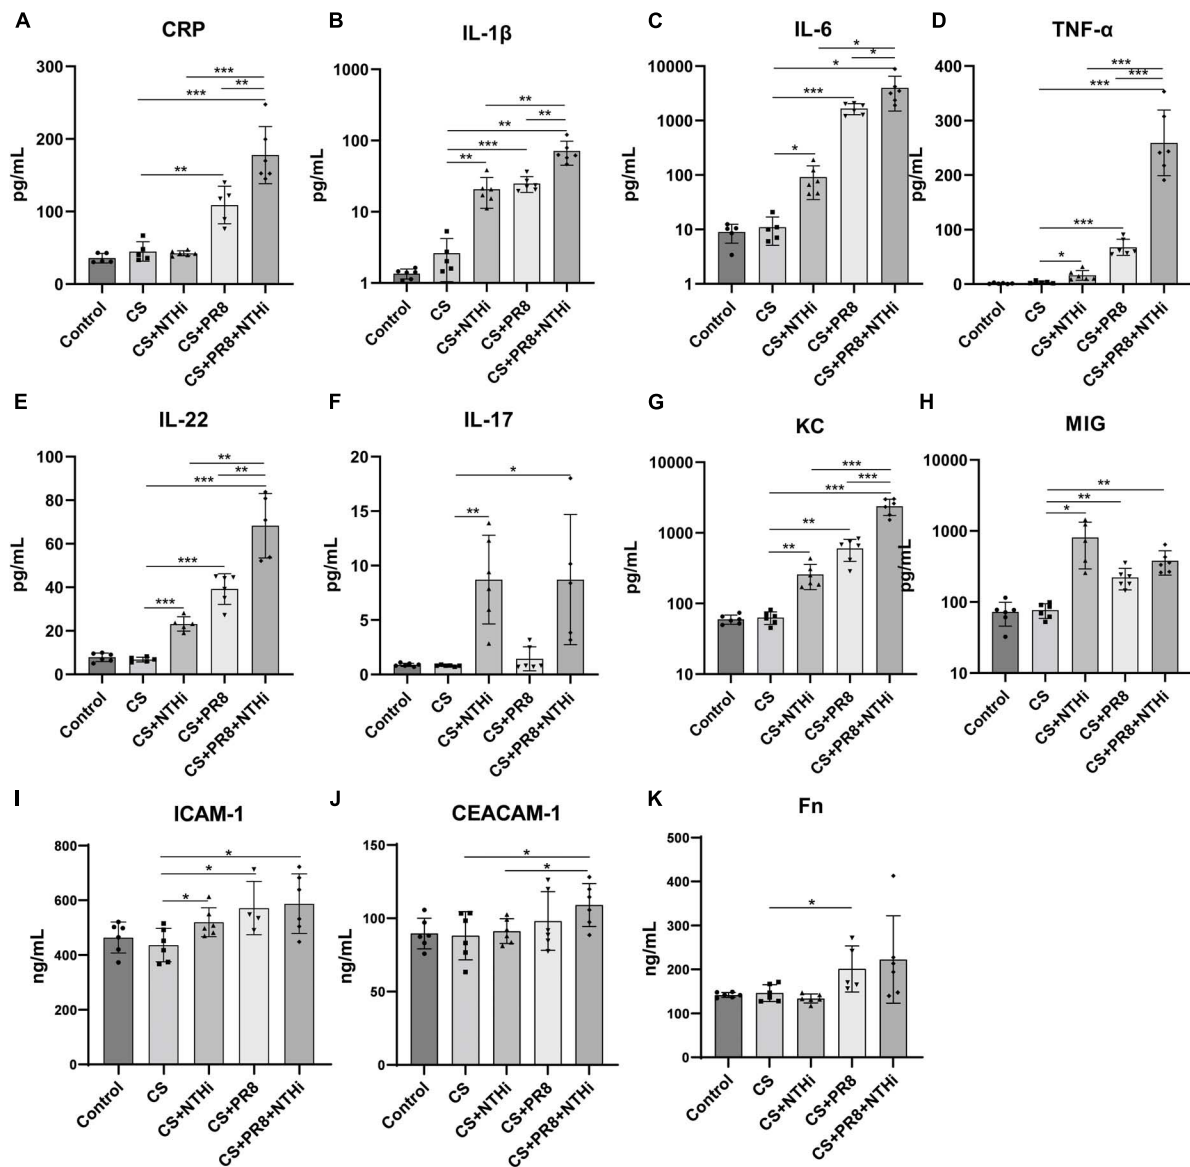 A
CRP
300
200
100
0
pg/mL
***
**
***
**
Control
CS
CS+NTHi
CS+PR8
CS+PR8+NTHi
B
IL-1β
1000
100
10
1
pg/mL
**
**
**
***
**
Control
CS
CS+NTHi
CS+PR8
CS+PR8+NTHi
C
IL-6
10000
1000
100
10
1
pg/mL
*
*
*
***
*
Control
CS
CS+NTHi
CS+PR8
CS+PR8+NTHi
D
TNF-α
400
300
200
100
0
pg/mL
***
***
***
***
*
Control
CS
CS+NTHi
CS+PR8
CS+PR8+NTHi
E
IL-22
100
80
60
40
20
0
pg/mL
**
**
***
***
***
Control
CS
CS+NTHi
CS+PR8
CS+PR8+NTHi
F
IL-17
20
15
10
5
0
pg/mL
*
**
Control
CS
CS+NTHi
CS+PR8
CS+PR8+NTHi
G
KC
10000
1000
100
10
pg/mL
***
***
***
**
**
Control
CS
CS+NTHi
CS+PR8
CS+PR8+NTHi
H
MIG
10000
1000
100
10
pg/mL
**
**
*
Control
CS
CS+NTHi
CS+PR8
CS+PR8+NTHi
I
ICAM-1
800
600
400
200
0
ng/mL
*
*
*
Control
CS
CS+NTHi
CS+PR8
CS+PR8+NTHi
J
CEACAM-1
150
100
50
0
ng/mL
*
*
Control
CS
CS+NTHi
CS+PR8
CS+PR8+NTHi
K
Fn
500
400
300
200
100
0
ng/mL
*
Control
CS
CS+NTHi
CS+PR8
CS+PR8+NTHi